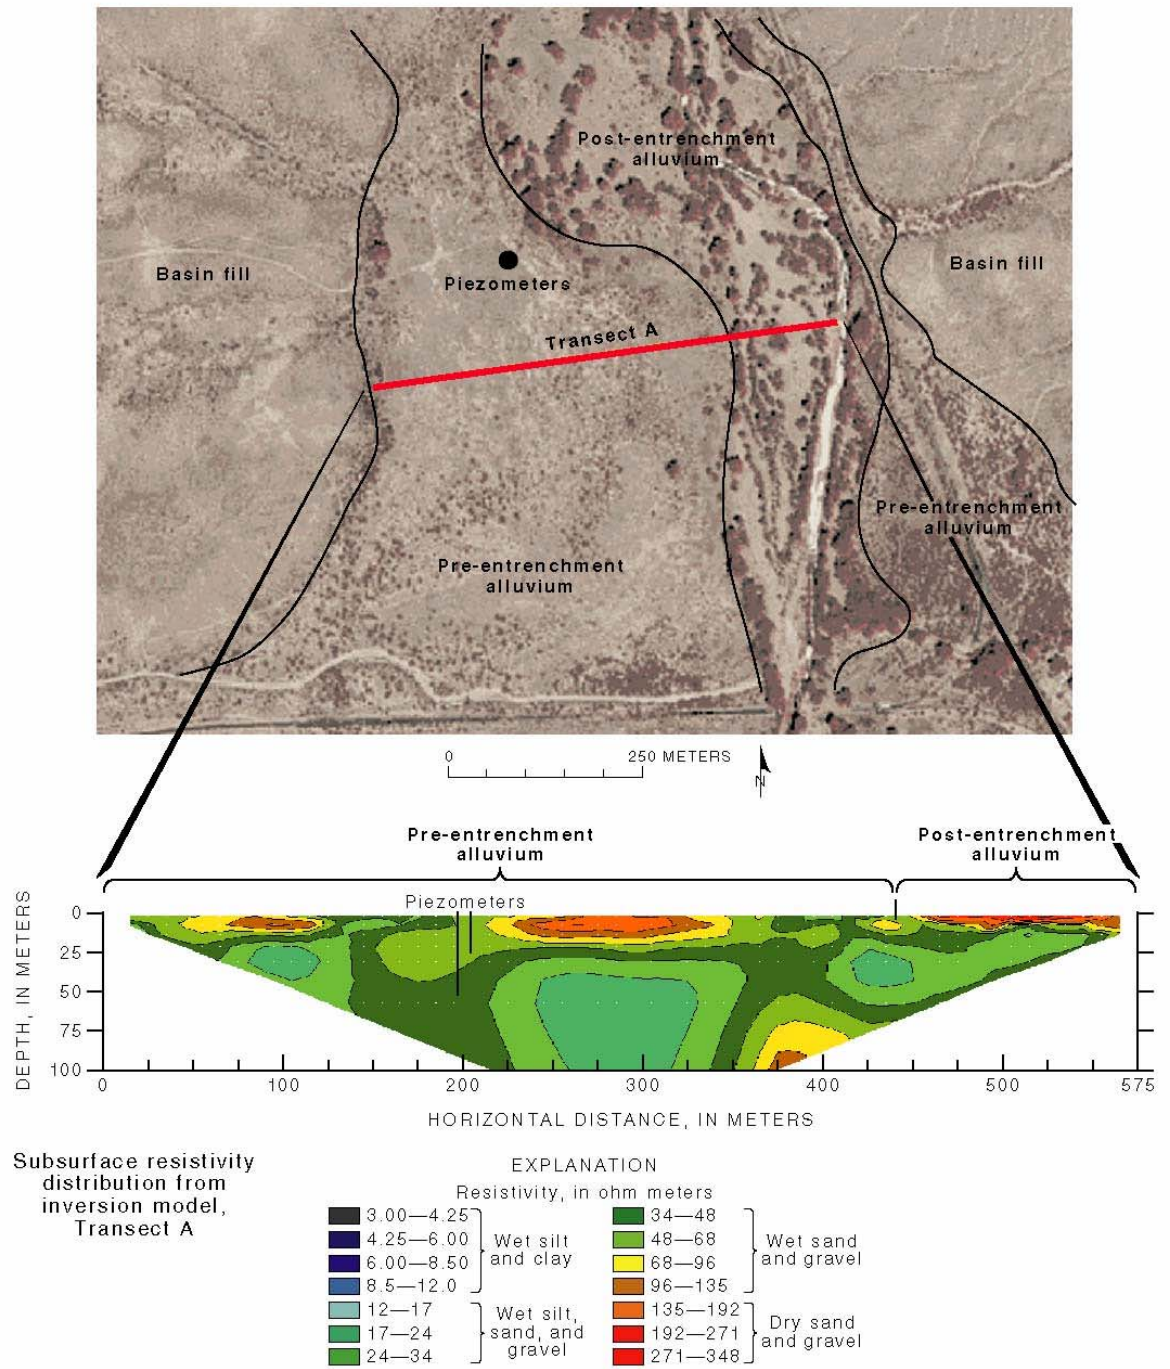 Post-entrenchment
alluvium
Basin fill
Basin fill
Piezometers
Transect A
Pre-entrenchment
alluvium
Pre-entrenchment
alluvium
0
250 METERS
N
Pre-entrenchment
alluvium
Post-entrenchment
alluvium
Piezometers
DEPTH, IN METERS
0
25
50
75
100
0
100
200
300
400
500
575
HORIZONTAL DISTANCE, IN METERS
Subsurface resistivity
distribution from
inversion model,
Transect A
EXPLANATION
Resistivity, in ohm meters
3.00—4.25
4.25—6.00
6.00—8.50
8.5—12.0
Wet silt
and clay
12—17
17—24
24—34
Wet silt,
sand, and
gravel
34—48
48—68
68—96
96—135
Wet sand
and gravel
135—192
192—271
271—348
Dry sand
and gravel